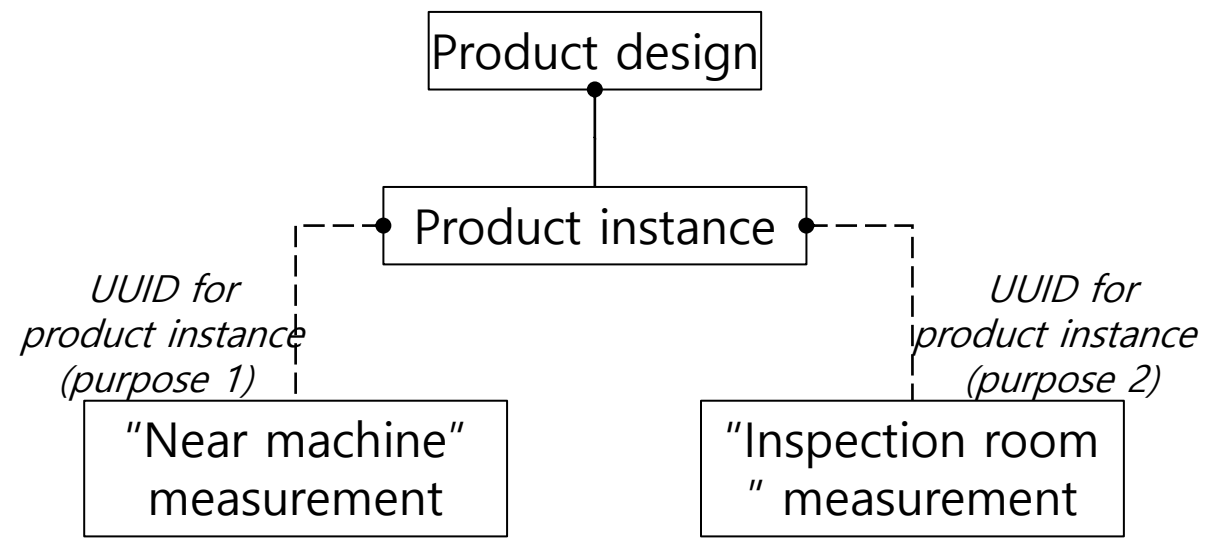 Product design
Product instance
UUID for
product instance
(purpose 1)
UUID for
product instance
(purpose 2)
"Near machine"
measurement
"Inspection room
" measurement